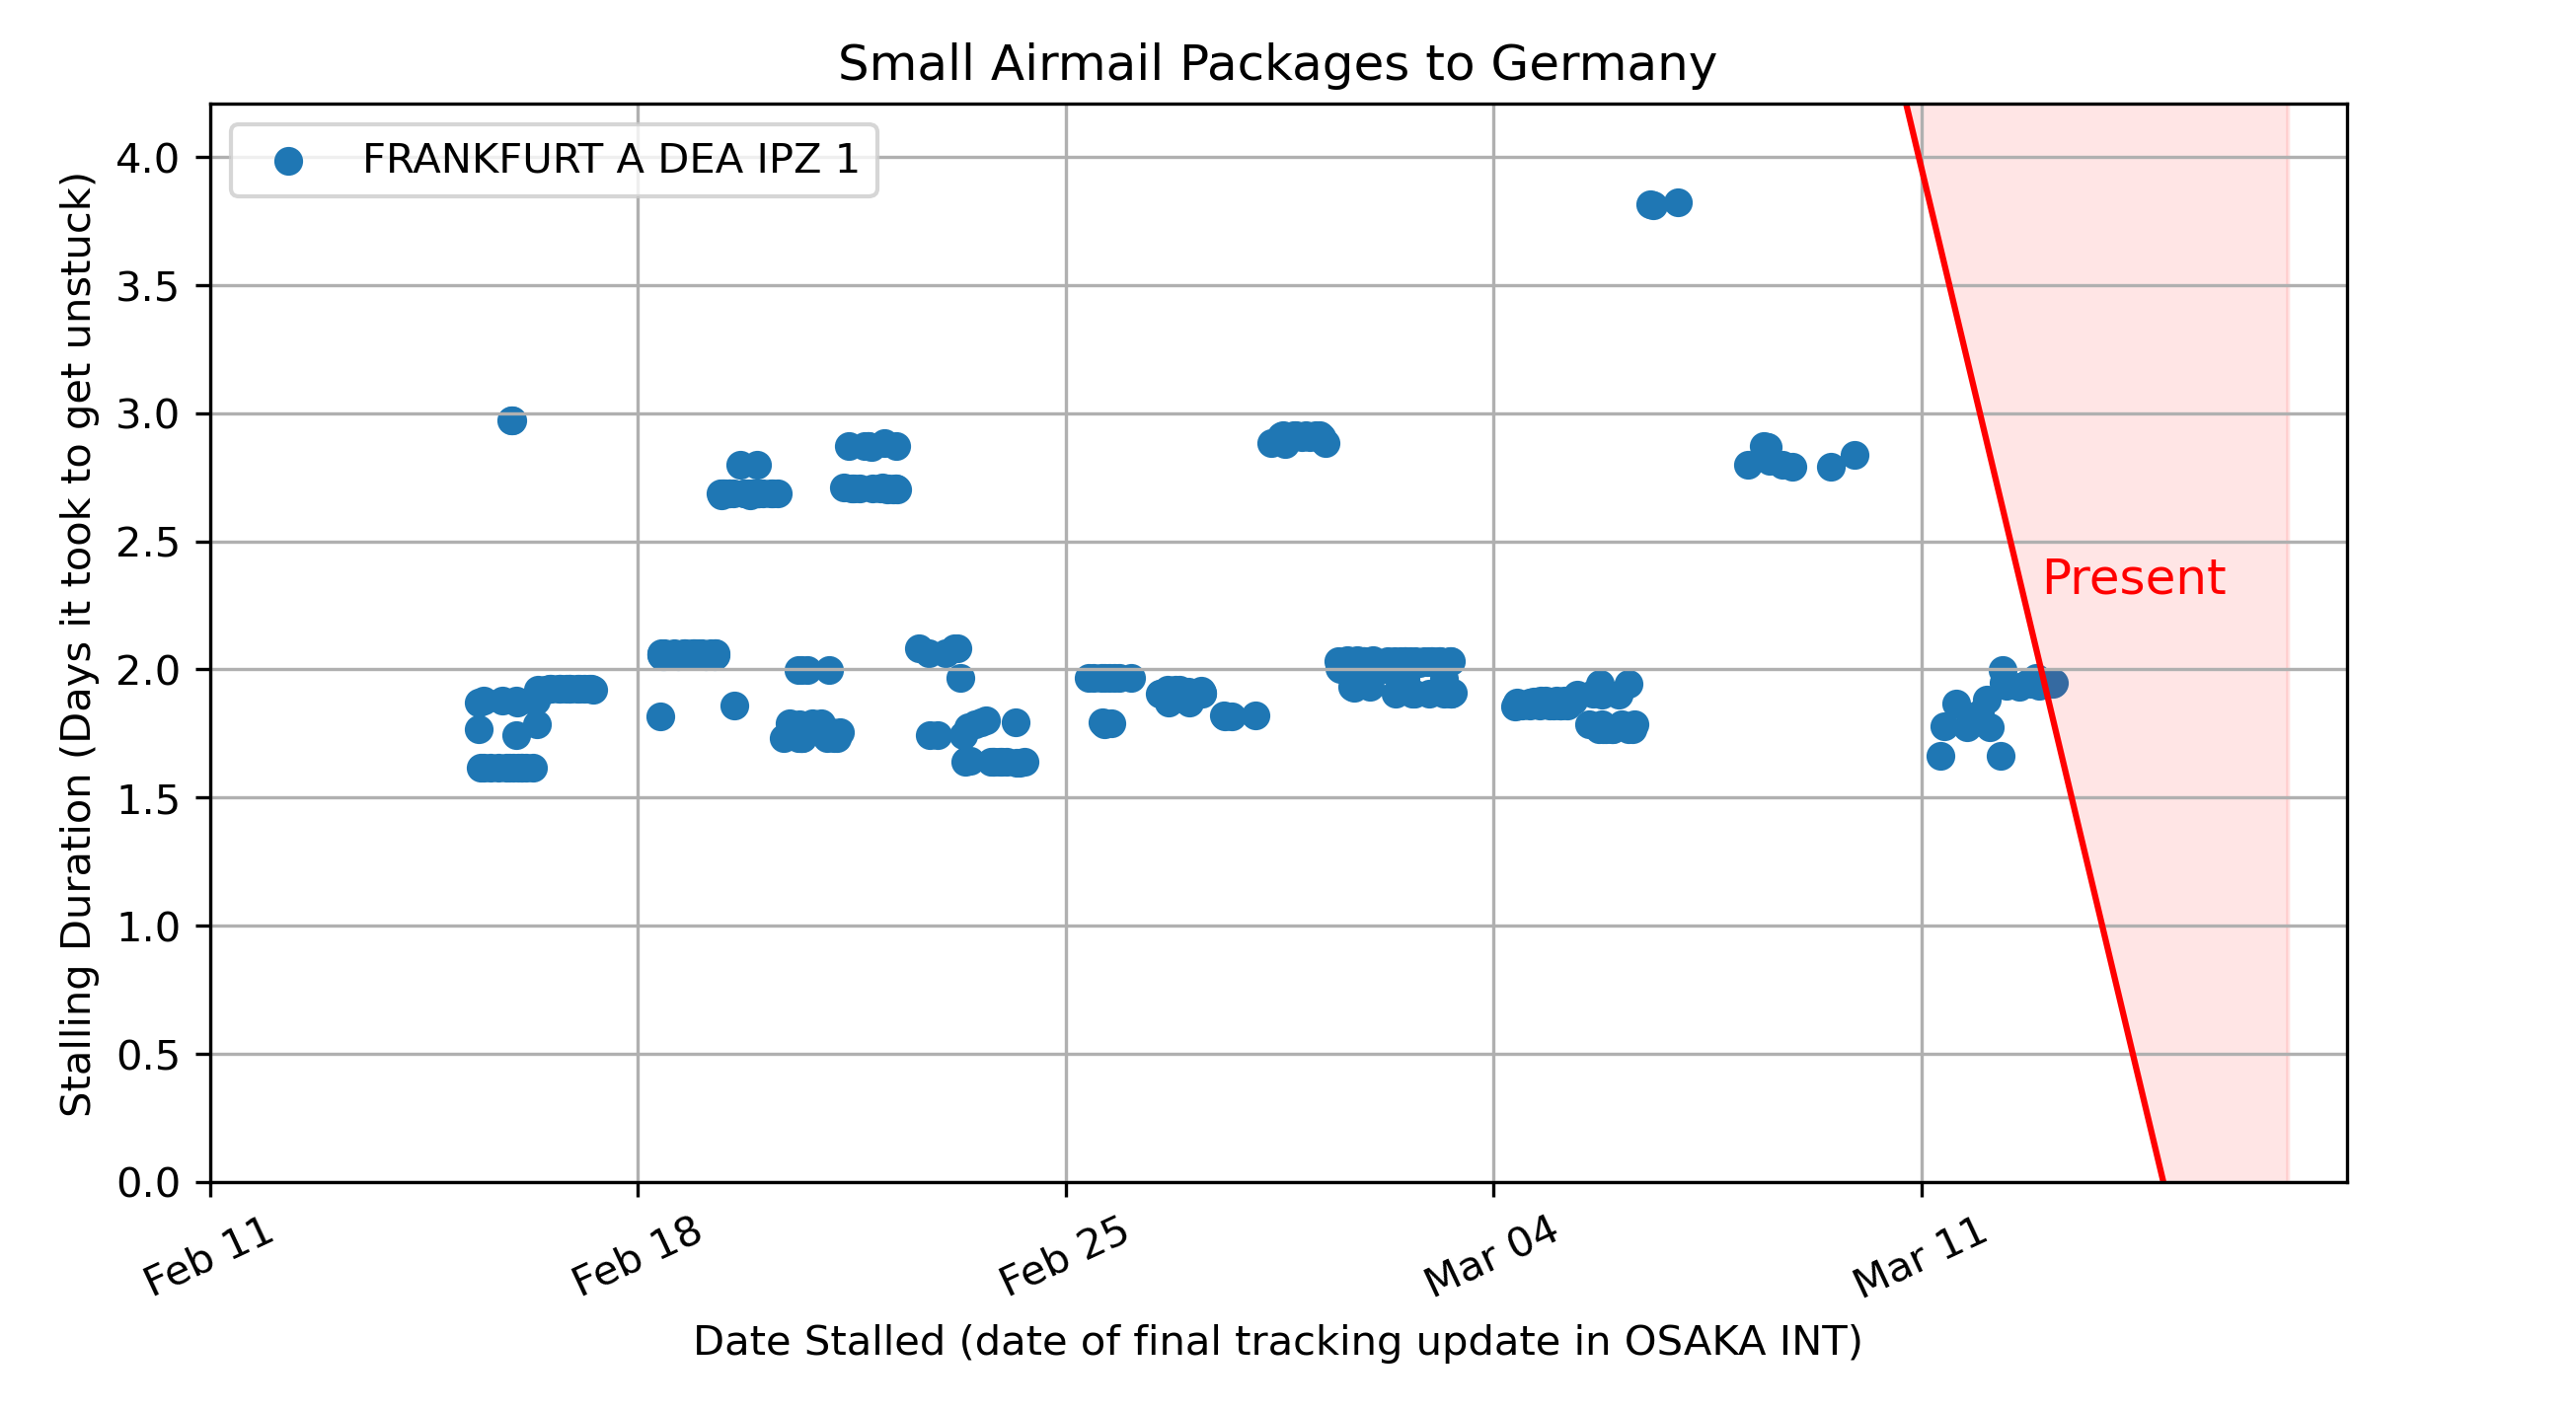 Small Airmail Packages to Germany
FRANKFURT A DEA IPZ 1
Stalling Duration (Days it took to get unstuck)
4.0
3.5
3.0
2.5
2.0
1.5
1.0
0.5
0.0
Present
Feb 11
Feb 18
Feb 25
Mar 04
Mar 11
Date Stalled (date of final tracking update in OSAKA INT)